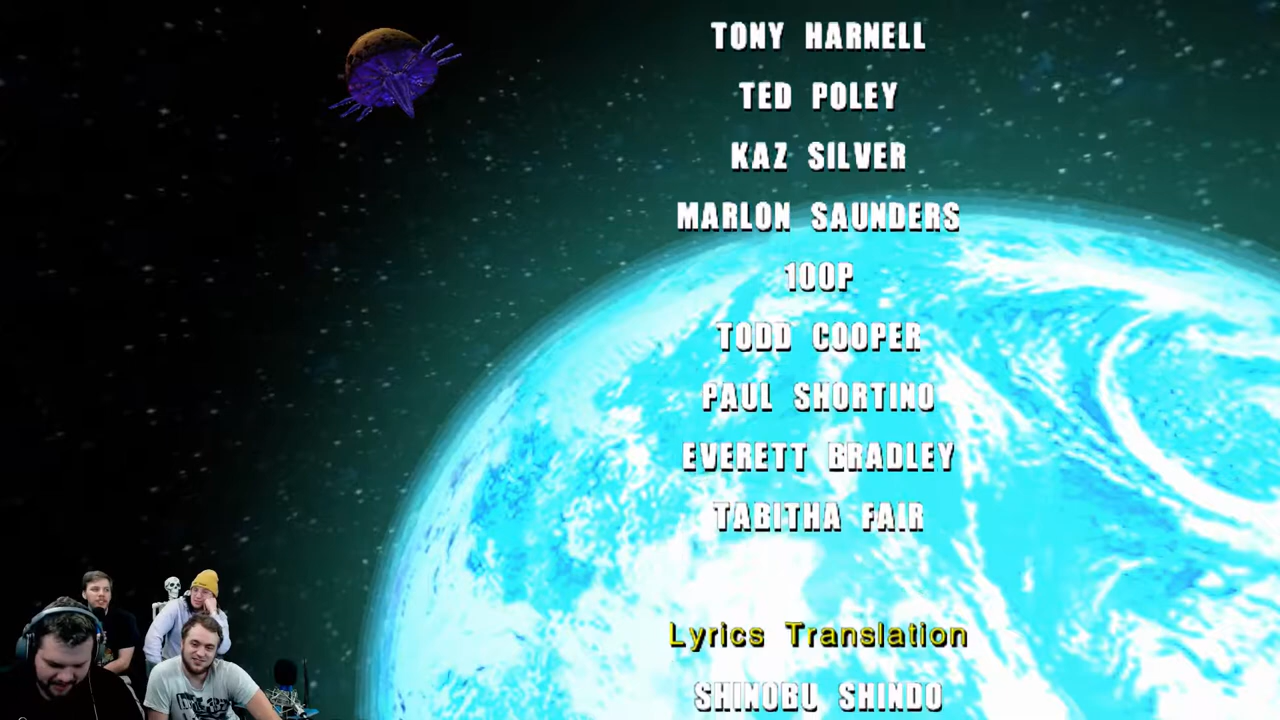 TONY HARNELL
TED POLEY
KAZ SILVER
MARLON SAUNDERS
100P
TODD COOPER
PAUL SHORTINO
EVERETT BRADLEY
TABITHA FAIR
Lyrics Translation
SHINOBU SHINDO